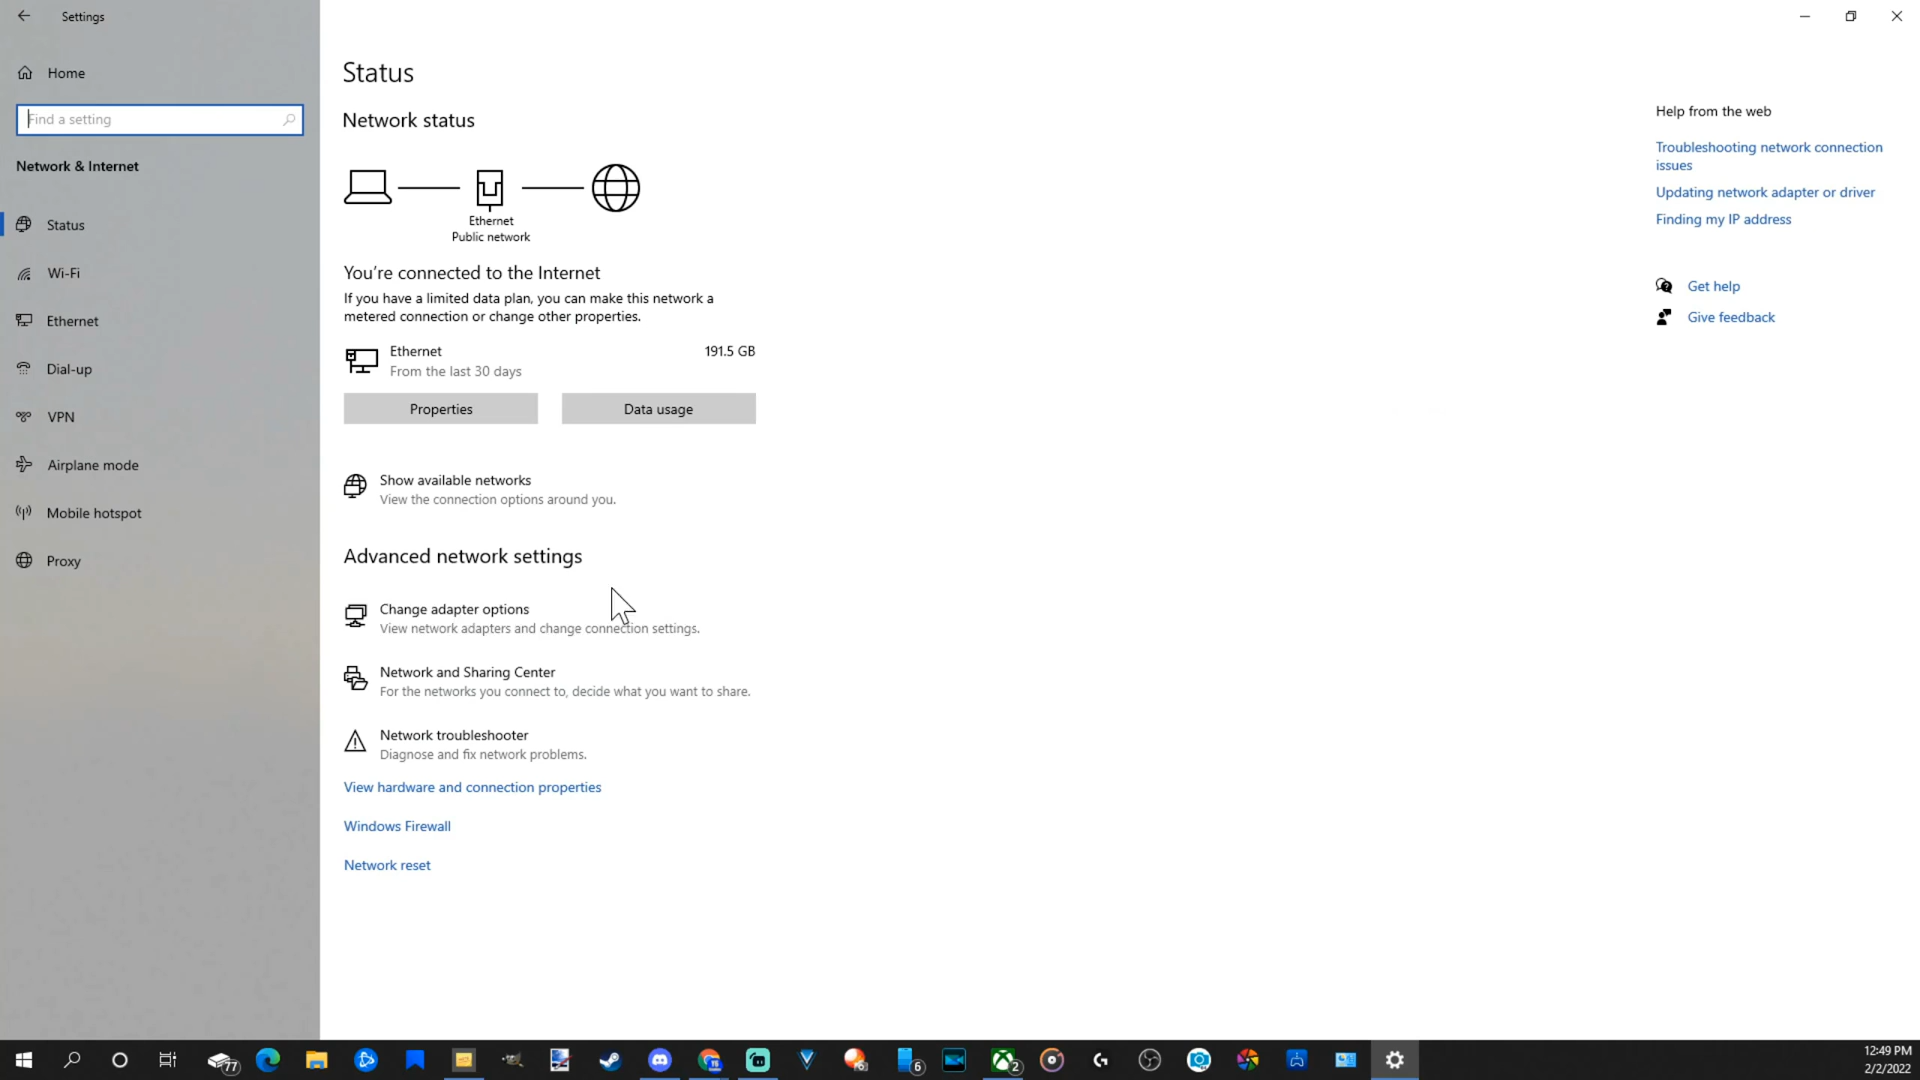 Settings
Home
Find a setting
Network & Internet
Status
Wi-Fi
Ethernet
Dial-up
VPN
Airplane mode
Mobile hotspot
Proxy
Status
Network status
Ethernet
Public network
You're connected to the Internet
If you have a limited data plan, you can make this network a
metered connection or change other properties.
Ethernet 191.5 GB
From the last 30 days
Properties Data usage
Show available networks
View the connection options around you.
Advanced network settings
Change adapter options
View network adapters and change connection settings.
Network and Sharing Center
For the networks you connect to, decide what you want to share.
Network troubleshooter
Diagnose and fix network problems.
View hardware and connection properties
Windows Firewall
Network reset
Help from the web
Troubleshooting network connection
issues
Updating network adapter or driver
Finding my IP address
Get help
Give feedback
77
6
2
12:49 PM
2/2/2022